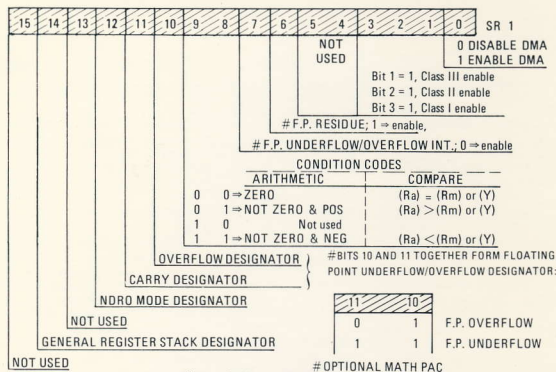 15 14 13 12 11 10 9 8 7 6 5 4 3 2 1 0 SR 1
NOT USED
0 DISABLE DMA
1 ENABLE DMA
Bit 1 = 1, Class III enable
Bit 2 = 1, Class II enable
Bit 3 = 1, Class I enable
# F.P. RESIDUE; 1 ⇒ enable,
# F.P. UNDERFLOW/OVERFLOW INT.; 0 ⇒ enable
CONDITION CODES
ARITHMETIC COMPARE
0 0 ⇒ ZERO (Ra) = (Rm) or (Y)
0 1 ⇒ NOT ZERO & POS (Ra) > (Rm) or (Y)
1 0 Not used
1 1 ⇒ NOT ZERO & NEG (Ra) < (Rm) or (Y)
OVERFLOW DESIGNATOR
CARRY DESIGNATOR
# BITS 10 AND 11 TOGETHER FORM FLOATING
POINT UNDERFLOW/OVERFLOW DESIGNATOR:
NDRO MODE DESIGNATOR
NOT USED
GENERAL REGISTER STACK DESIGNATOR
NOT USED
11 10
0 1 F.P. OVERFLOW
1 1 F.P. UNDERFLOW
# OPTIONAL MATH PAC